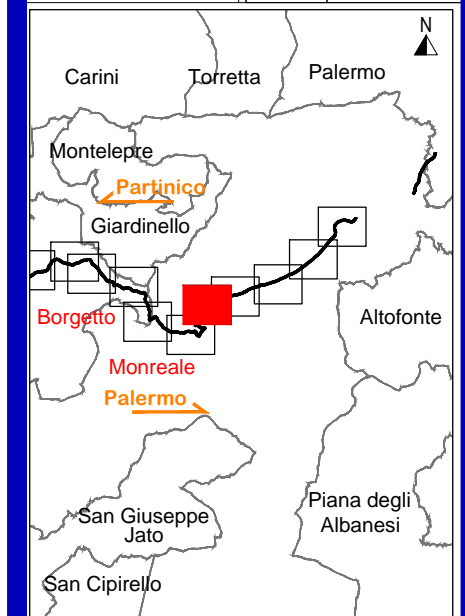 N
Carini
Torretta
Palermo
Montelepre
Partinico
Giardinello
Borgetto
Altofonte
Monreale
Palermo
Piana degli
Albanesi
San Giuseppe
Jato
San Cipirello